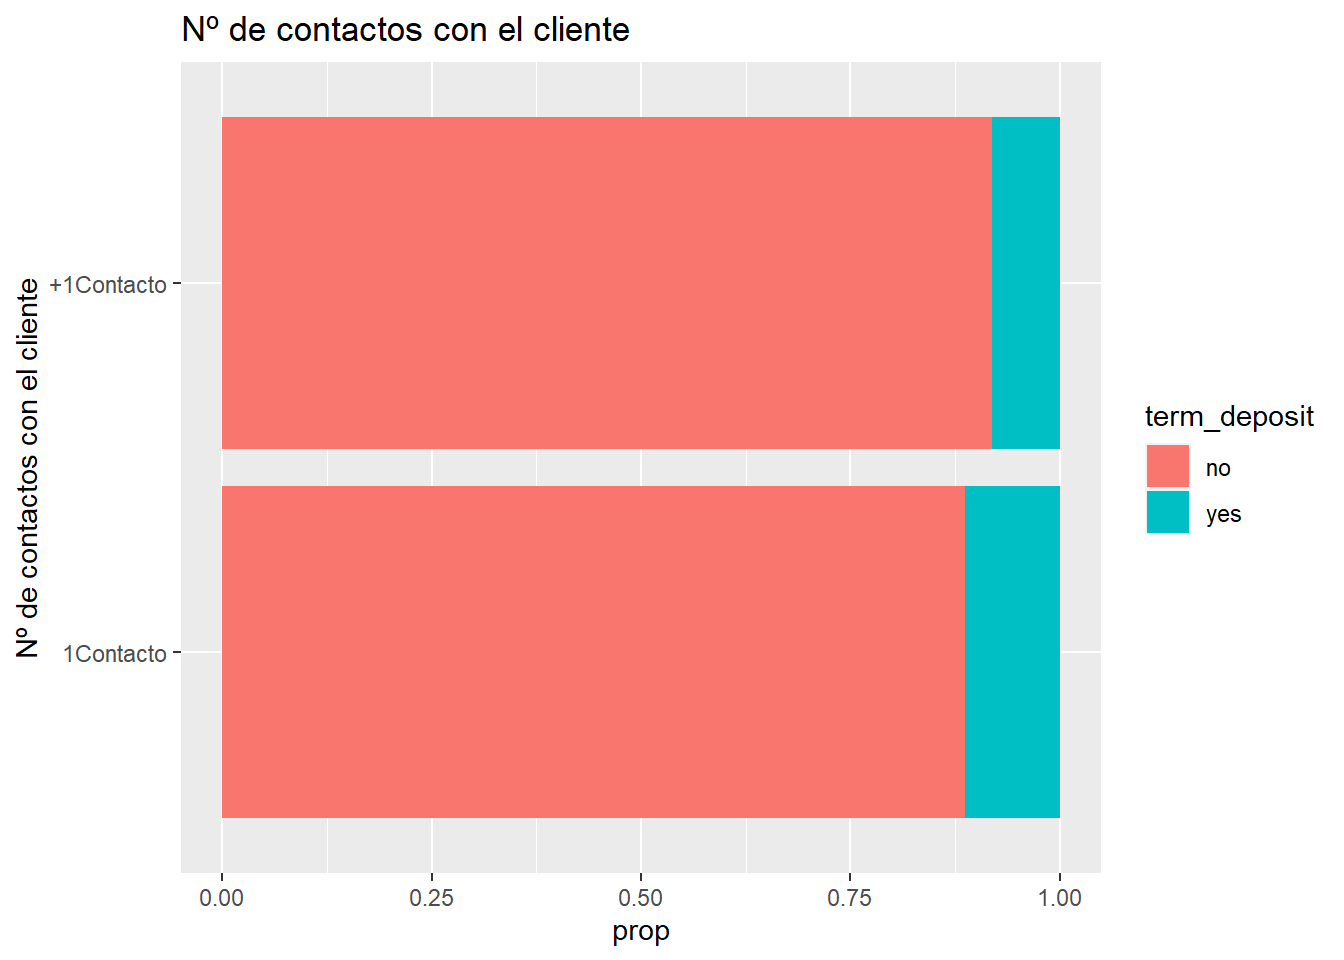 Nº de contactos con el cliente
Nº de contactos con el cliente
+1Contacto
1Contacto
0.00 0.25 0.50 0.75 1.00
prop
term_deposit
no
yes